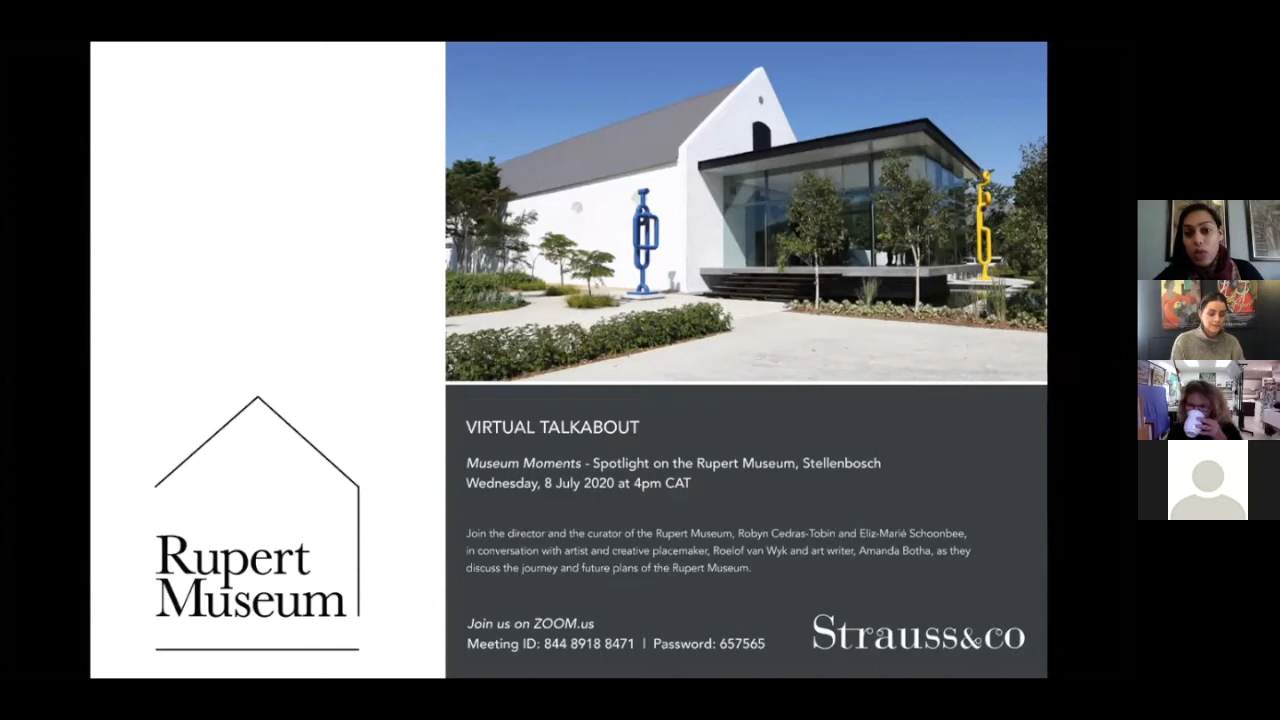 Rupert
Museum
VIRTUAL TALKABOUT
Museum Moments - Spotlight on the Rupert Museum, Stellenbosch
Wednesday, 8 July 2020 at 4pm CAT
Join the director and the curator of the Rupert Museum, Robyn Cedras-Tobin and Eliz-Marié Schoonbee,
in conversation with artist and creative placemaker, Roelof van Wyk and art writer, Amanda Botha, as they
discuss the journey and future plans of the Rupert Museum.
Join us on ZOOM.us
Meeting ID: 844 8918 8471 | Password: 657565
Strauss&co